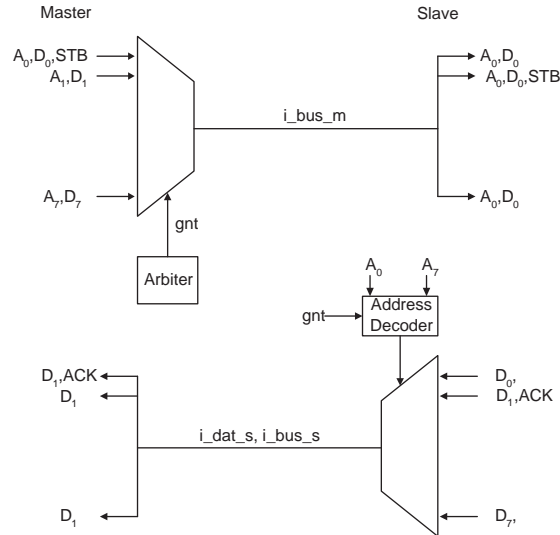 Master
Slave
A0,D0,STB
A1,D1
A7,D7
i_bus_m
A0,D0
A0,D0,STB
A0,D0
gnt
Arbiter
A0
A7
gnt
Address
Decoder
D1,ACK
D1
D1
i_dat_s, i_bus_s
D0,
D1,ACK
D7,